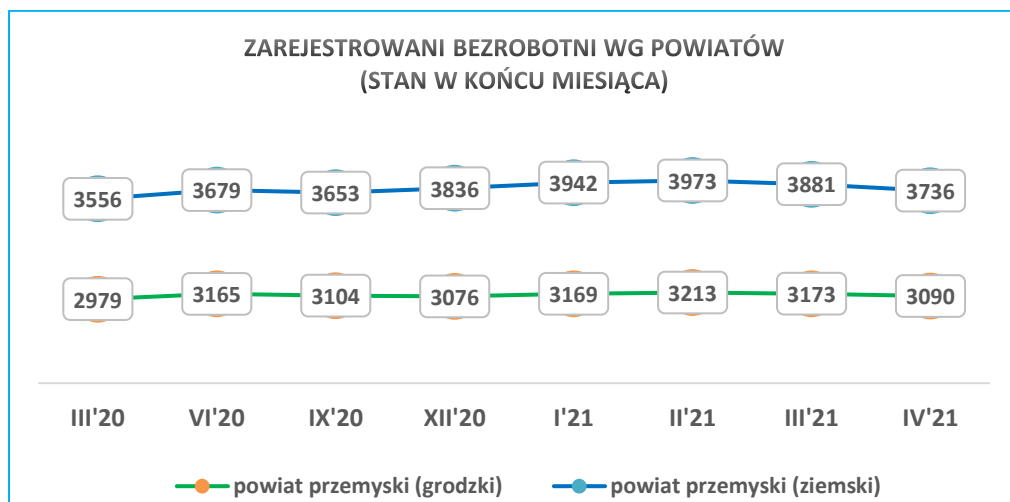 ZAREJESTROWANI BEZROBOTNI WG POWIATÓW
(STAN W KOŃCU MIESIĄCA)
3556 3679 3653 3836 3942 3973 3881 3736
2979 3165 3104 3076 3169 3213 3173 3090
III'20 VI'20 IX'20 XII'20 I'21 II'21 III'21 IV'21
powiat przemyski (grodzki) powiat przemyski (ziemski)